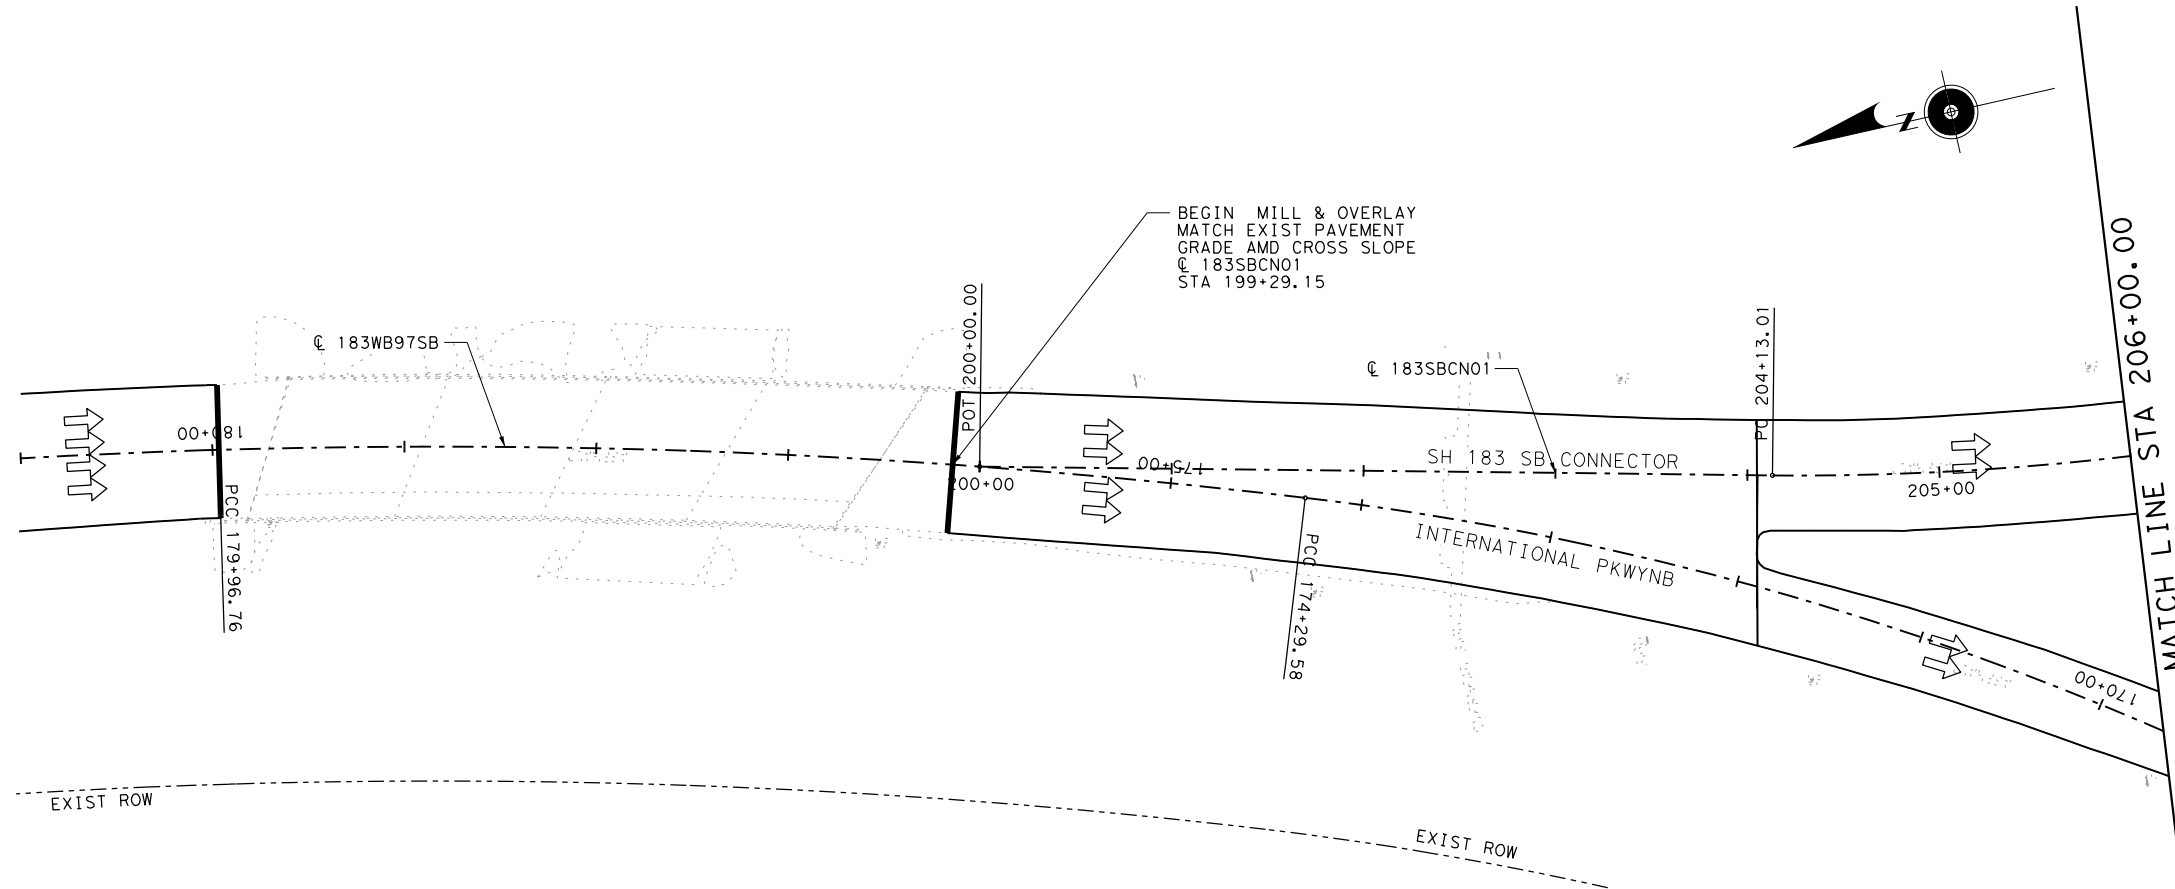 N
BEGIN MILL & OVERLAY
MATCH EXIST PAVEMENT
GRADE AMD CROSS SLOPE
℄ 183SBCN01
STA 199+29.15
℄ 183WB97SB
POT 200+00.00
℄ 183SBCN01
PC 204+13.01
MATCH LINE STA 206+00.00
180+00
175+00
200+00
SH 183 SB CONNECTOR
205+00
PCC 179+96.76
PCC 174+29.58
INTERNATIONAL PKWYNB
170+00
EXIST ROW
EXIST ROW